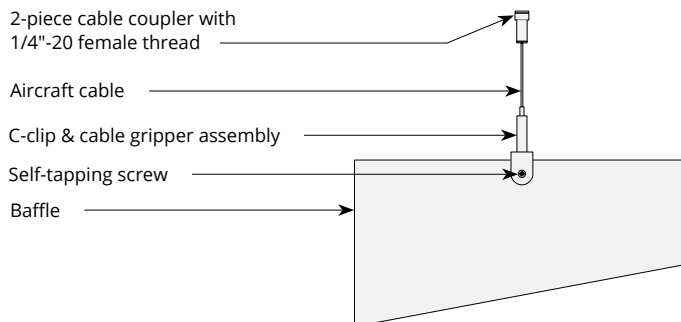 2-piece cable coupler with
1/4"-20 female thread
Aircraft cable
C-clip & cable gripper assembly
Self-tapping screw
Baffle